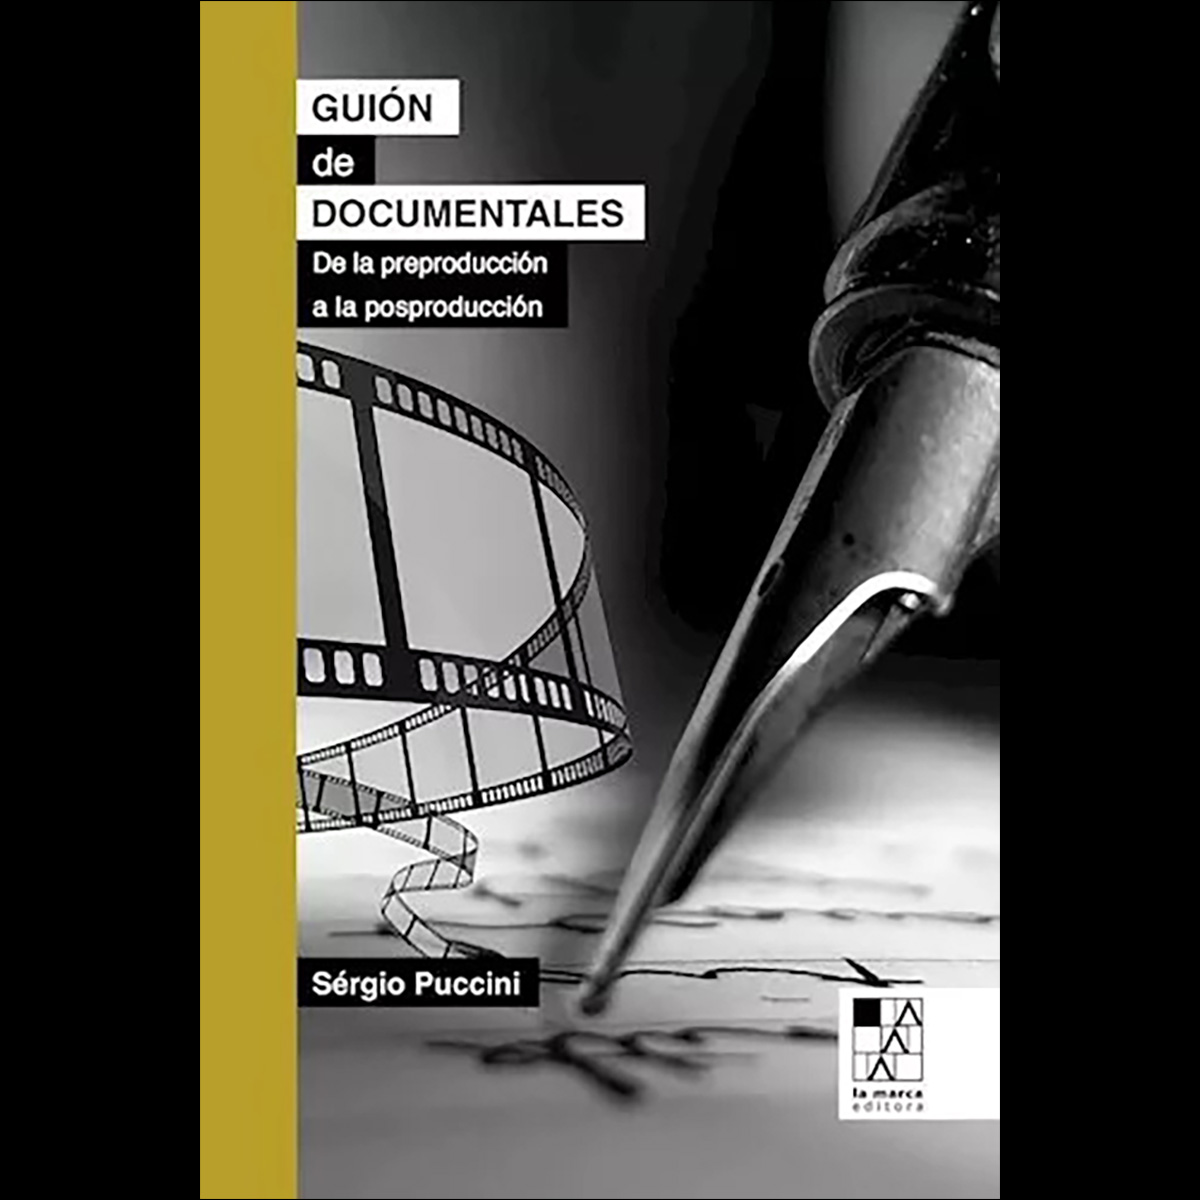 GUIÓN
de
DOCUMENTALES
De la preproducción
a la posproducción
Sérgio Puccini
la marca
editora